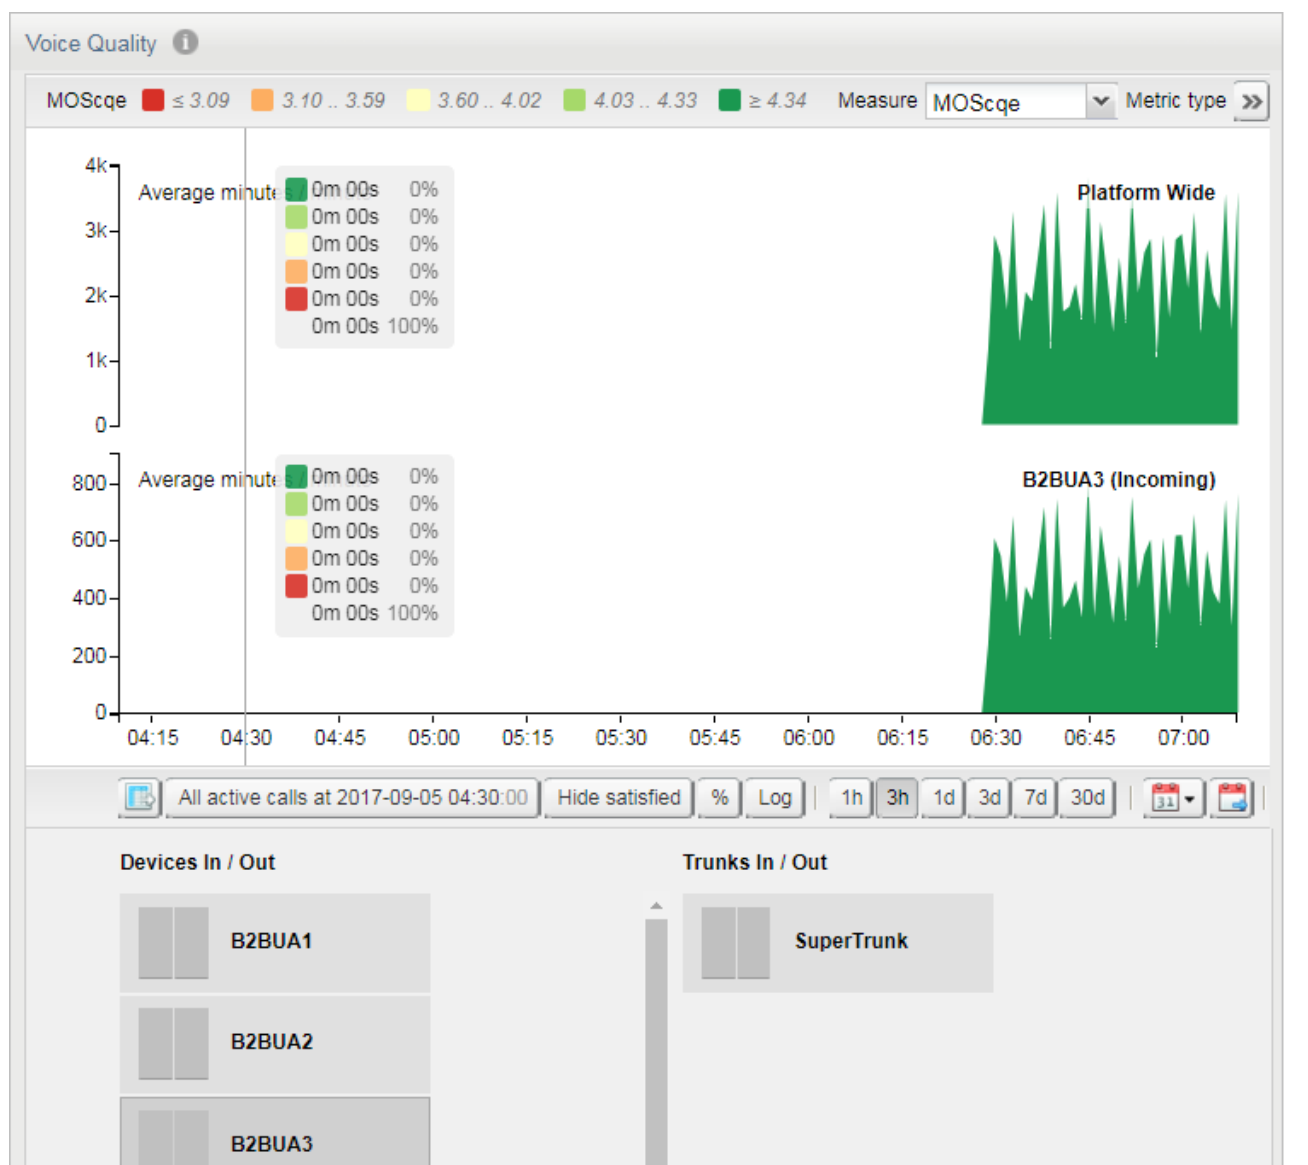 Voice Quality i
MOScqe ≤ 3.09 3.10 .. 3.59 3.60 .. 4.02 4.03 .. 4.33 ≥ 4.34 Measure MOScqe Metric type »
4k
3k
2k
1k
0
Average minutes /
0m 00s 0%
0m 00s 0%
0m 00s 0%
0m 00s 0%
0m 00s 0%
0m 00s 100%
Platform Wide
800
600
400
200
0
Average minutes /
0m 00s 0%
0m 00s 0%
0m 00s 0%
0m 00s 0%
0m 00s 0%
0m 00s 100%
B2BUA3 (Incoming)
04:15 04:30 04:45 05:00 05:15 05:30 05:45 06:00 06:15 06:30 06:45 07:00
All active calls at 2017-09-05 04:30:00 Hide satisfied % Log 1h 3h 1d 3d 7d 30d 31
Devices In / Out
B2BUA1
B2BUA2
B2BUA3
Trunks In / Out
SuperTrunk